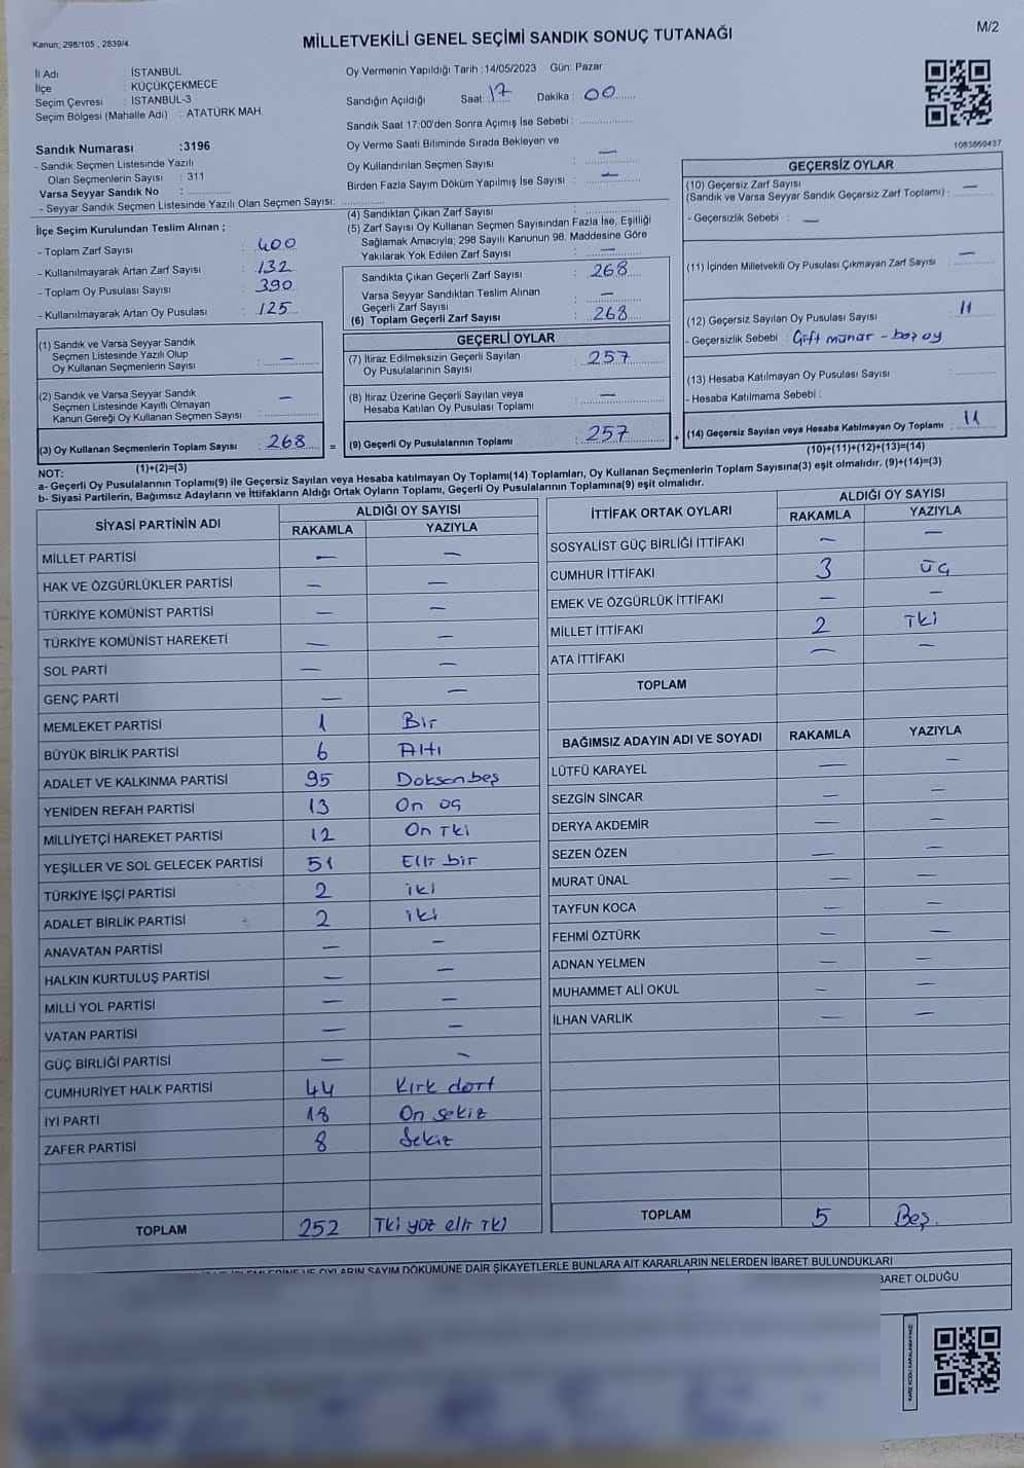 M/2
Kanun; 298/105 , 2839/4
MİLLETVEKİLİ GENEL SEÇİMİ SANDIK SONUÇ TUTANAĞI
İl Adı : İSTANBUL
İlçe : KÜÇÜKÇEKMECE
Seçim Çevresi : İSTANBUL-3
Seçim Bölgesi (Mahalle Adı) : ATATÜRK MAH.
Sandık Numarası :3196
- Sandık Seçmen Listesinde Yazılı
Olan Seçmenlerin Sayısı : 311
Varsa Seyyar Sandık No :
- Seyyar Sandık Seçmen Listesinde Yazılı Olan Seçmen Sayısı:
Oy Vermenin Yapıldığı Tarih :14/05/2023 Gün: Pazar
Sandığın Açıldığı Saat: 17 Dakika : 00
Sandık Saat 17:00'den Sonra Açımış İse Sebebi :
Oy Verme Saati Bitiminde Sırada Bekleyen ve
Oy Kullandırılan Seçmen Sayısı : —
Birden Fazla Sayım Döküm Yapılmış İse Sayısı : —
1083660437
İlçe Seçim Kurulundan Teslim Alınan ;
- Toplam Zarf Sayısı : 400
- Kullanılmayarak Artan Zarf Sayısı : 132
- Toplam Oy Pusulası Sayısı : 390
- Kullanılmayarak Artan Oy Pusulası : 125
(1) Sandık ve Varsa Seyyar Sandık
Seçmen Listesinde Yazılı Olup
Oy Kullanan Seçmenlerin Sayısı : —
(2) Sandık ve Varsa Seyyar Sandık
Seçmen Listesinde Kayıtlı Olmayan
Kanun Gereği Oy Kullanan Seçmen Sayısı : —
(3) Oy Kullanan Seçmenlerin Toplam Sayısı : 268 =
(1)+(2)=(3)
(4) Sandıktan Çıkan Zarf Sayısı :
(5) Zarf Sayısı Oy Kullanan Seçmen Sayısından Fazla İse, Eşitliği
Sağlamak Amacıyla; 298 Sayılı Kanunun 98. Maddesine Göre
Yakılarak Yok Edilen Zarf Sayısı : —
Sandıkta Çıkan Geçerli Zarf Sayısı : 268
Varsa Seyyar Sandıktan Teslim Alınan
Geçerli Zarf Sayısı : —
(6) Toplam Geçerli Zarf Sayısı : 268
GEÇERLİ OYLAR
(7) İtiraz Edilmeksizin Geçerli Sayılan
Oy Pusulalarının Sayısı : 257
(8) İtiraz Üzerine Geçerli Sayılan veya
Hesaba Katılan Oy Pusulası Toplamı : —
(9) Geçerli Oy Pusulalarının Toplamı : 257 +
GEÇERSİZ OYLAR
(10) Geçersiz Zarf Sayısı
(Sandık ve Varsa Seyyar Sandık Geçersiz Zarf Toplamı) : —
- Geçersizlik Sebebi : —
(11) İçinden Milletvekili Oy Pusulası Çıkmayan Zarf Sayısı : —
(12) Geçersiz Sayılan Oy Pusulası Sayısı : 11
- Geçersizlik Sebebi : Çift mühür - boş oy
(13) Hesaba Katılmayan Oy Pusulası Sayısı :
- Hesaba Katılmama Sebebi :
(14) Geçersiz Sayılan veya Hesaba Katılmayan Oy Toplamı : 11
(10)+(11)+(12)+(13)=(14)
NOT:
a- Geçerli Oy Pusulalarının Toplamı(9) ile Geçersiz Sayılan veya Hesaba katılmayan Oy Toplamı(14) Toplamları, Oy Kullanan Seçmenlerin Toplam Sayısına(3) eşit olmalıdır. (9)+(14)=(3)
b- Siyasi Partilerin, Bağımsız Adayların ve İttifakların Aldığı Ortak Oyların Toplamı, Geçerli Oy Pusulalarının Toplamına(9) eşit olmalıdır.
SİYASİ PARTİNİN ADI ALDIĞI OY SAYISI
RAKAMLA YAZIYLA
MİLLET PARTİSİ — —
HAK VE ÖZGÜRLÜKLER PARTİSİ — —
TÜRKİYE KOMÜNİST PARTİSİ — —
TÜRKİYE KOMÜNİST HAREKETİ — —
SOL PARTİ — —
GENÇ PARTİ — —
MEMLEKET PARTİSİ 1 Bir
BÜYÜK BİRLİK PARTİSİ 6 Altı
ADALET VE KALKINMA PARTİSİ 95 Doksan beş
YENİDEN REFAH PARTİSİ 13 On üç
MİLLİYETÇİ HAREKET PARTİSİ 12 On İki
YEŞİLLER VE SOL GELECEK PARTİSİ 51 Elli bir
TÜRKİYE İŞÇİ PARTİSİ 2 iki
ADALET BİRLİK PARTİSİ 2 iki
ANAVATAN PARTİSİ — —
HALKIN KURTULUŞ PARTİSİ — —
MİLLİ YOL PARTİSİ — —
VATAN PARTİSİ — —
GÜÇ BİRLİĞİ PARTİSİ — —
CUMHURİYET HALK PARTİSİ 44 Kırk dört
İYİ PARTİ 18 On sekiz
ZAFER PARTİSİ 8 Sekiz
TOPLAM 252 İki yüz elli iki
İTTİFAK ORTAK OYLARI ALDIĞI OY SAYISI
RAKAMLA YAZIYLA
SOSYALİST GÜÇ BİRLİĞİ İTTİFAKI — —
CUMHUR İTTİFAKI 3 üç
EMEK VE ÖZGÜRLÜK İTTİFAKI — —
MİLLET İTTİFAKI 2 İki
ATA İTTİFAKI — —
TOPLAM
BAĞIMSIZ ADAYIN ADI VE SOYADI RAKAMLA YAZIYLA
LÜTFÜ KARAYEL — —
SEZGİN SİNCAR — —
DERYA AKDEMİR — —
SEZEN ÖZEN — —
MURAT ÜNAL — —
TAYFUN KOCA — —
FEHMİ ÖZTÜRK — —
ADNAN YELMEN — —
MUHAMMET ALİ OKUL — —
İLHAN VARLIK — —
TOPLAM 5 Beş
İŞLEMLERİNE VE OYLARIN SAYIM DÖKÜMÜNE DAİR ŞİKAYETLERLE BUNLARA AİT KARARLARIN NELERDEN İBARET BULUNDUKLARI
BARET OLDUĞU